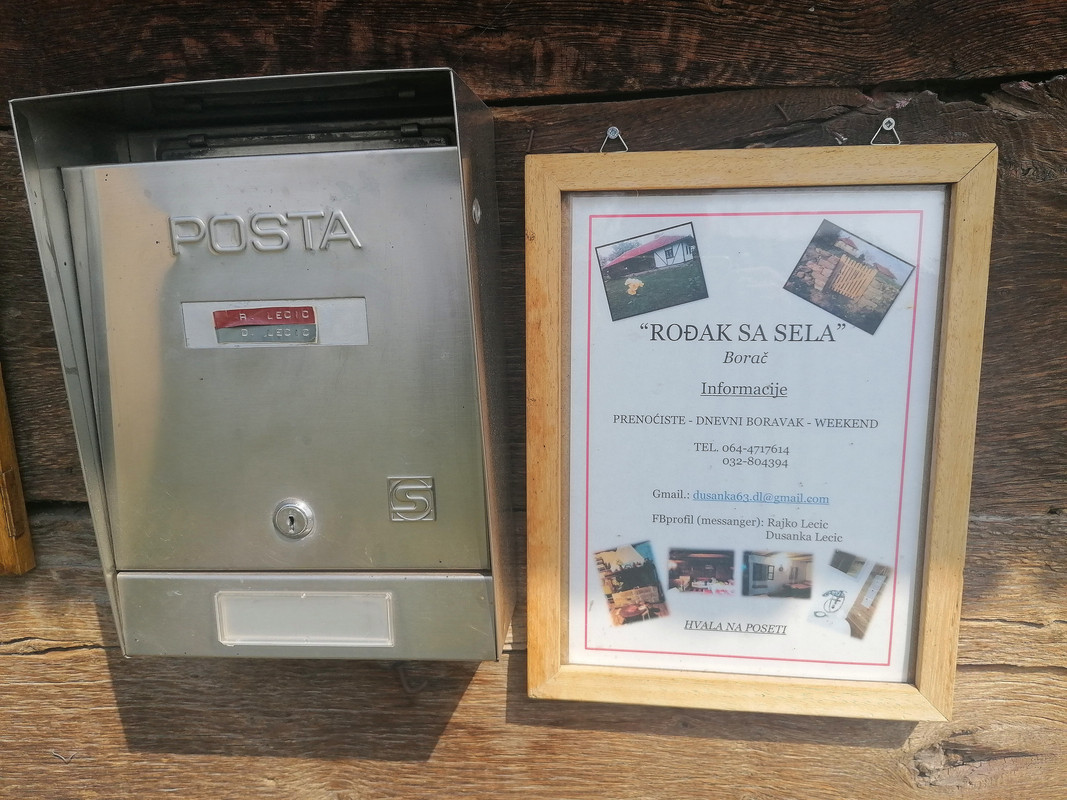 POSTA
R. LECIC
D. LECIC
S
“ROĐAK SA SELA”
Borač
Informacije
PRENOĆISTE - DNEVNI BORAVAK - WEEKEND
TEL. 064-4717614
032-804394
Gmail.: dusanka63.dl@gmail.com
FBprofil (messanger): Rajko Lecic
Dusanka Lecic
HVALA NA POSETI